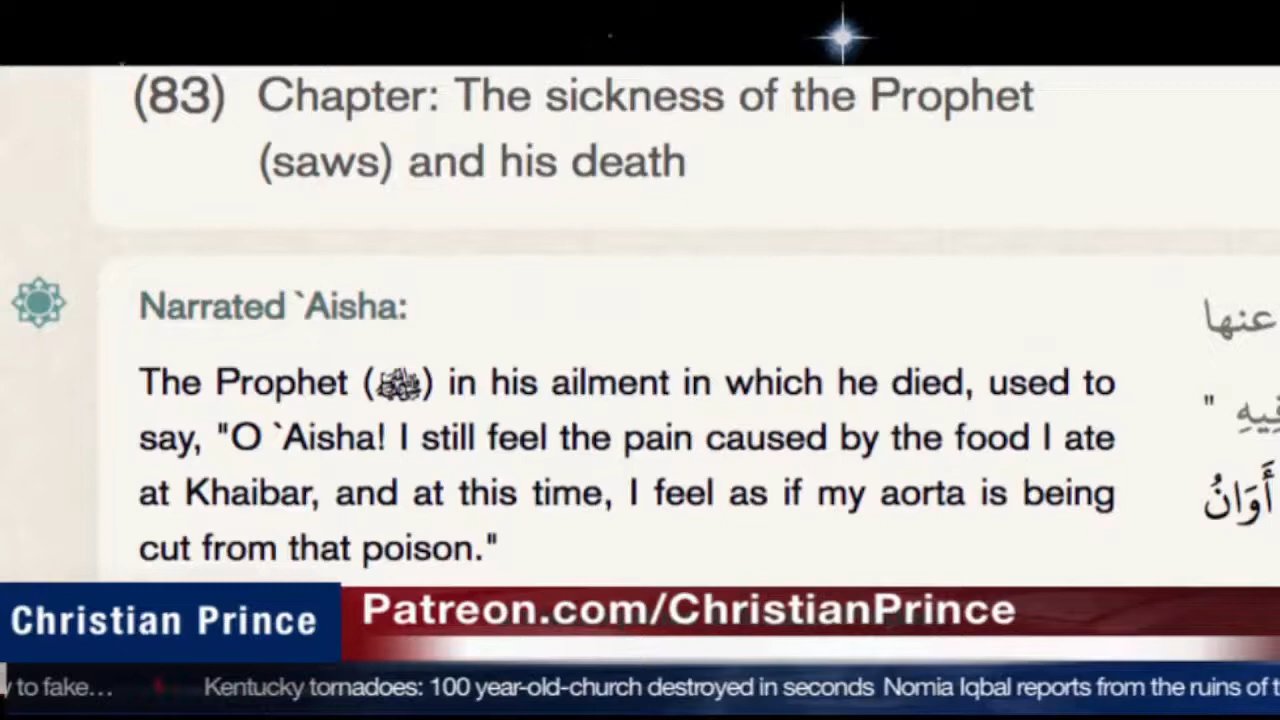 (83) Chapter: The sickness of the Prophet
(saws) and his death
Narrated `Aisha:
عنها
The Prophet (ﷺ) in his ailment in which he died, used to
say, "O `Aisha! I still feel the pain caused by the food I ate
فِيهِ "
at Khaibar, and at this time, I feel as if my aorta is being
أَوَانُ
cut from that poison."
Christian Prince
Patreon.com/ChristianPrince
to fake... Kentucky tornadoes: 100 year-old-church destroyed in seconds Nomia Iqbal reports from the ruins of